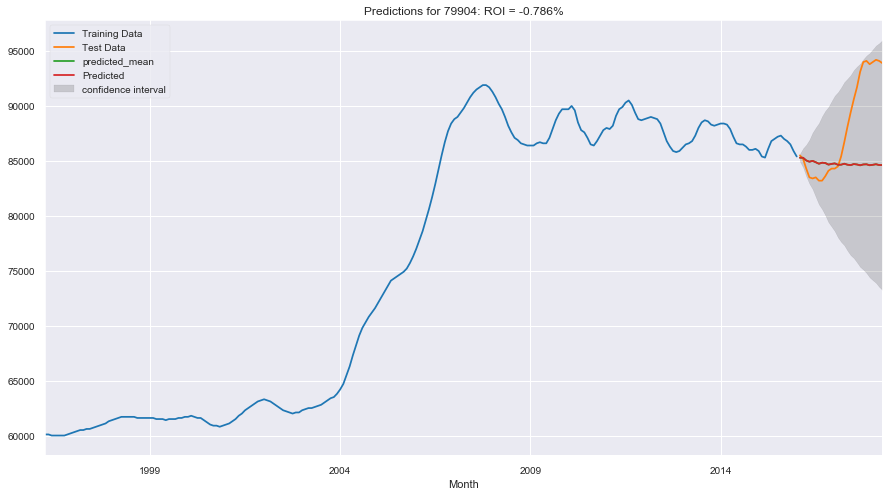 Predictions for 79904: ROI = -0.786%
Training Data
Test Data
predicted_mean
Predicted
confidence interval
95000
90000
85000
80000
75000
70000
65000
60000
1999
2004
2009
2014
Month